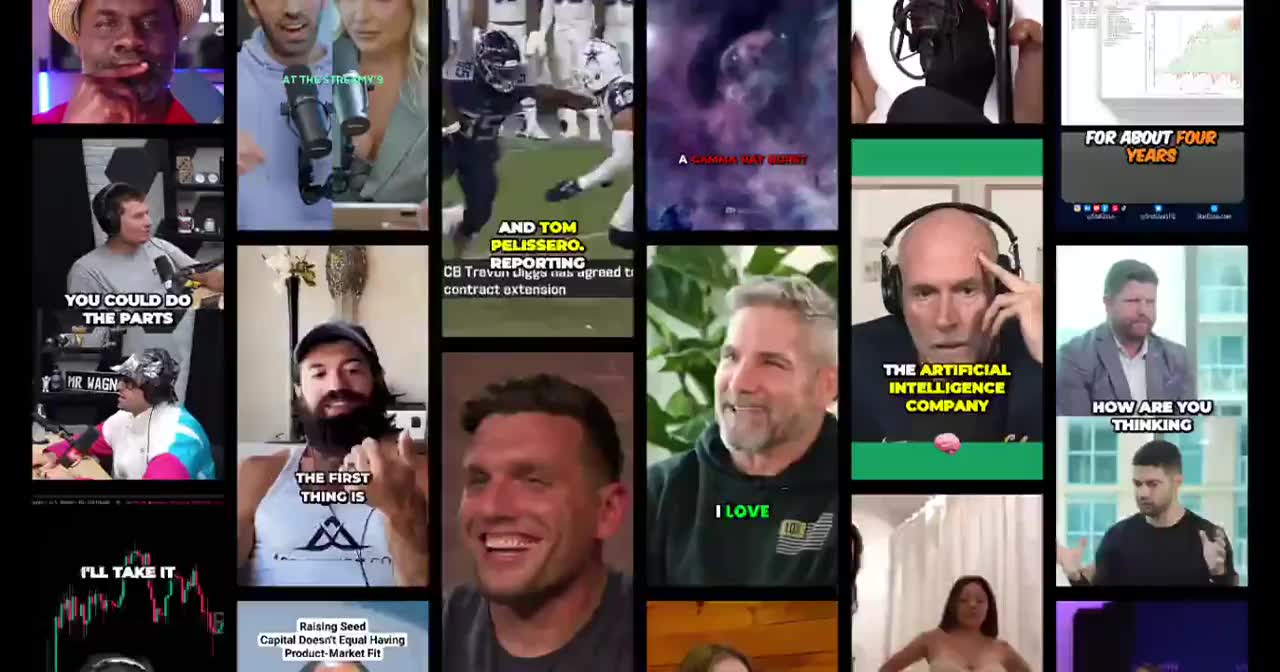 AT THE STREAMY'S
A GAMMA RAY BURST
FOR ABOUT FOUR
YEARS
AND TOM
PELISSERO.
REPORTING
CB Trevon Diggs has agreed to
contract extension
YOU COULD DO
THE PARTS
MR WAGN
THE ARTIFICIAL
INTELLIGENCE
COMPANY
HOW ARE YOU
THINKING
THE FIRST
THING IS
I LOVE
10X
I'LL TAKE IT
Raising Seed
Capital Doesn't Equal Having
Product-Market Fit